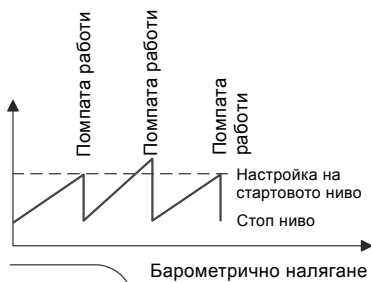 Помпата работи
Помпата работи
Помпата
работи
Настройка на
стартовото ниво
Стоп ниво
Барометрично налягане